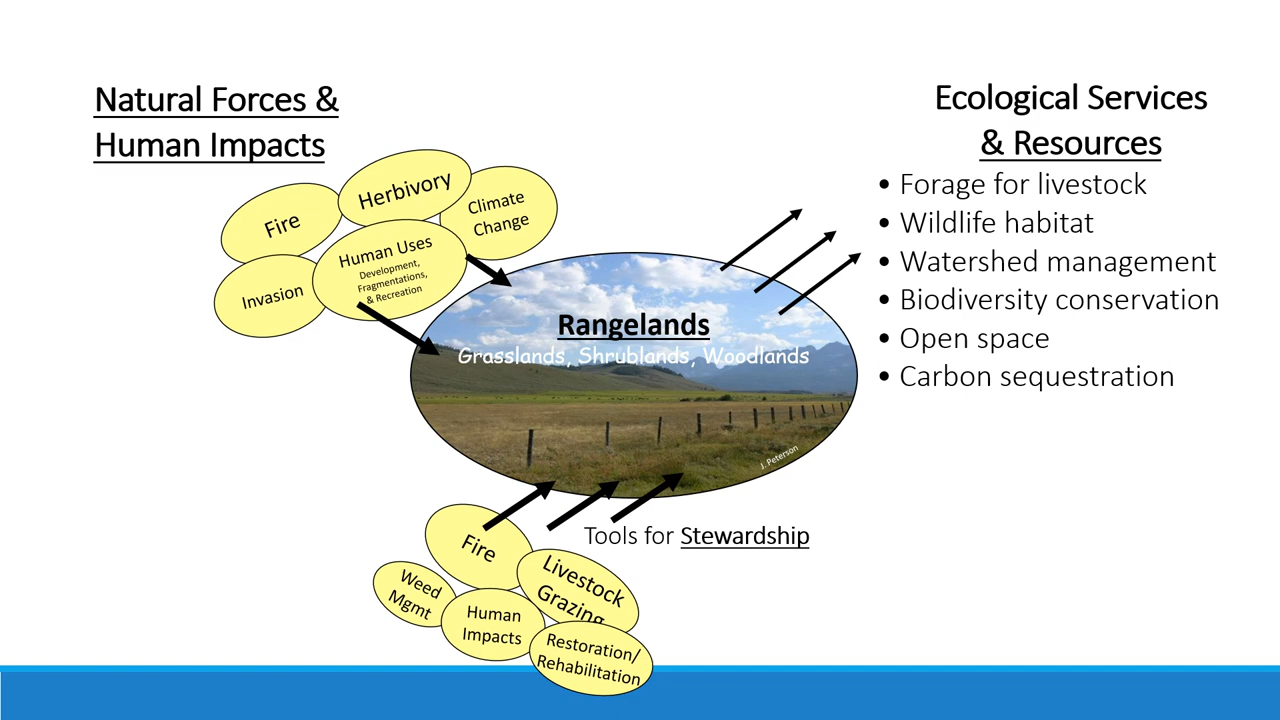 Natural Forces &
Human Impacts
Fire
Herbivory
Climate
Change
Invasion
Human Uses
Development,
Fragmentations,
& Recreation
Ecological Services
& Resources
• Forage for livestock
• Wildlife habitat
• Watershed management
• Biodiversity conservation
• Open space
• Carbon sequestration
Rangelands
Grasslands, Shrublands, Woodlands
J. Peterson
Tools for Stewardship
Fire
Livestock
Grazing
Weed
Mgmt
Human
Impacts
Restoration/
Rehabilitation